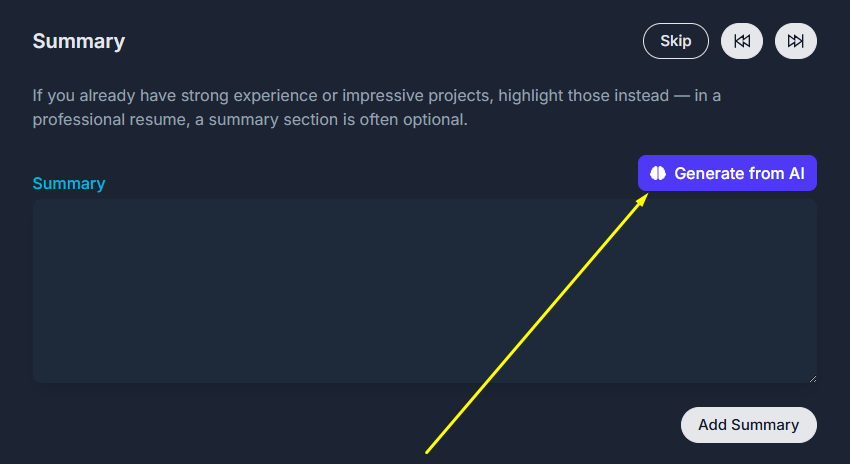 Summary
Skip
If you already have strong experience or impressive projects, highlight those instead — in a
professional resume, a summary section is often optional.
Summary
Generate from AI
Add Summary